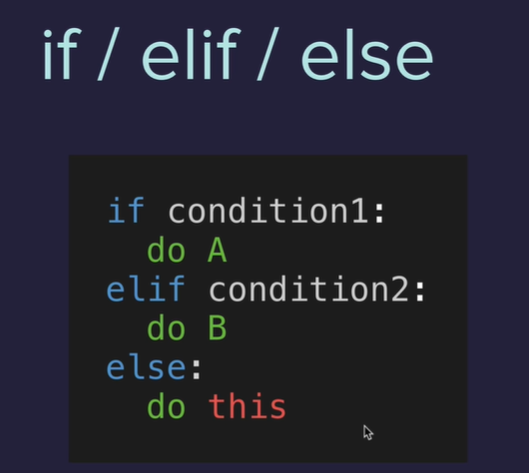 if / elif / else
if condition1:
  do A
elif condition2:
  do B
else:
  do this